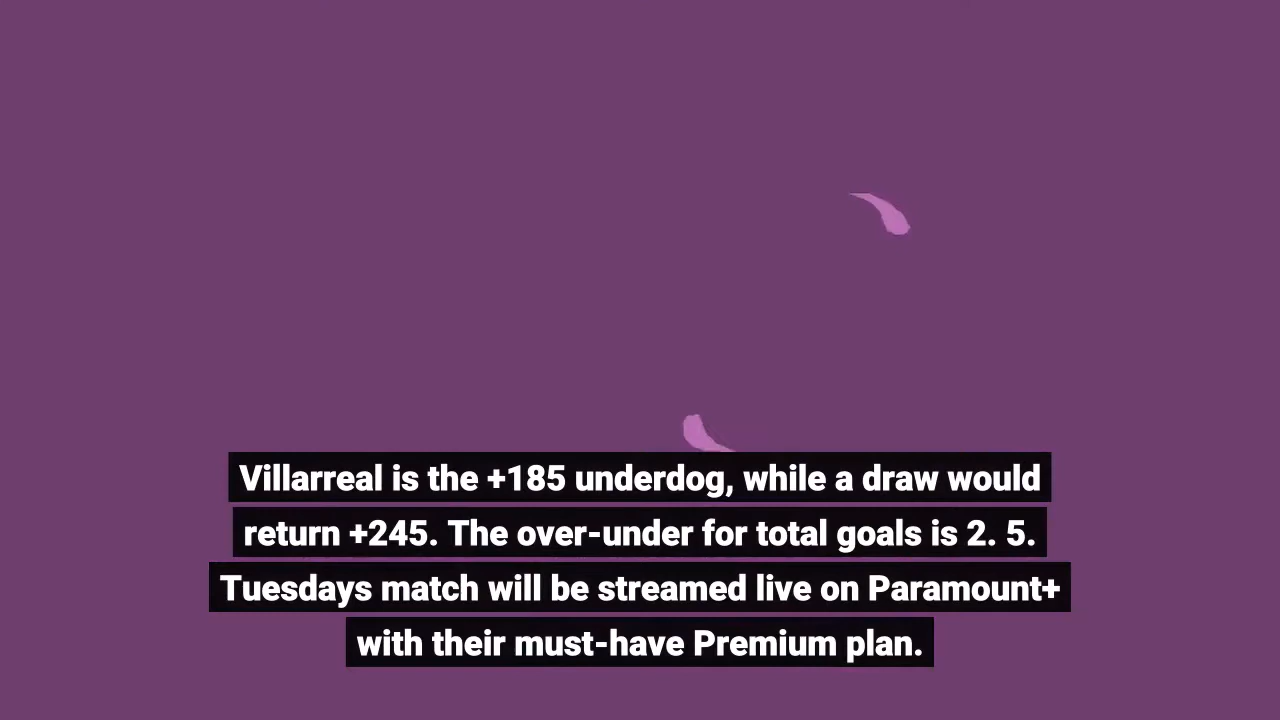 Villarreal is the +185 underdog, while a draw would
return +245. The over-under for total goals is 2. 5.
Tuesdays match will be streamed live on Paramount+
with their must-have Premium plan.